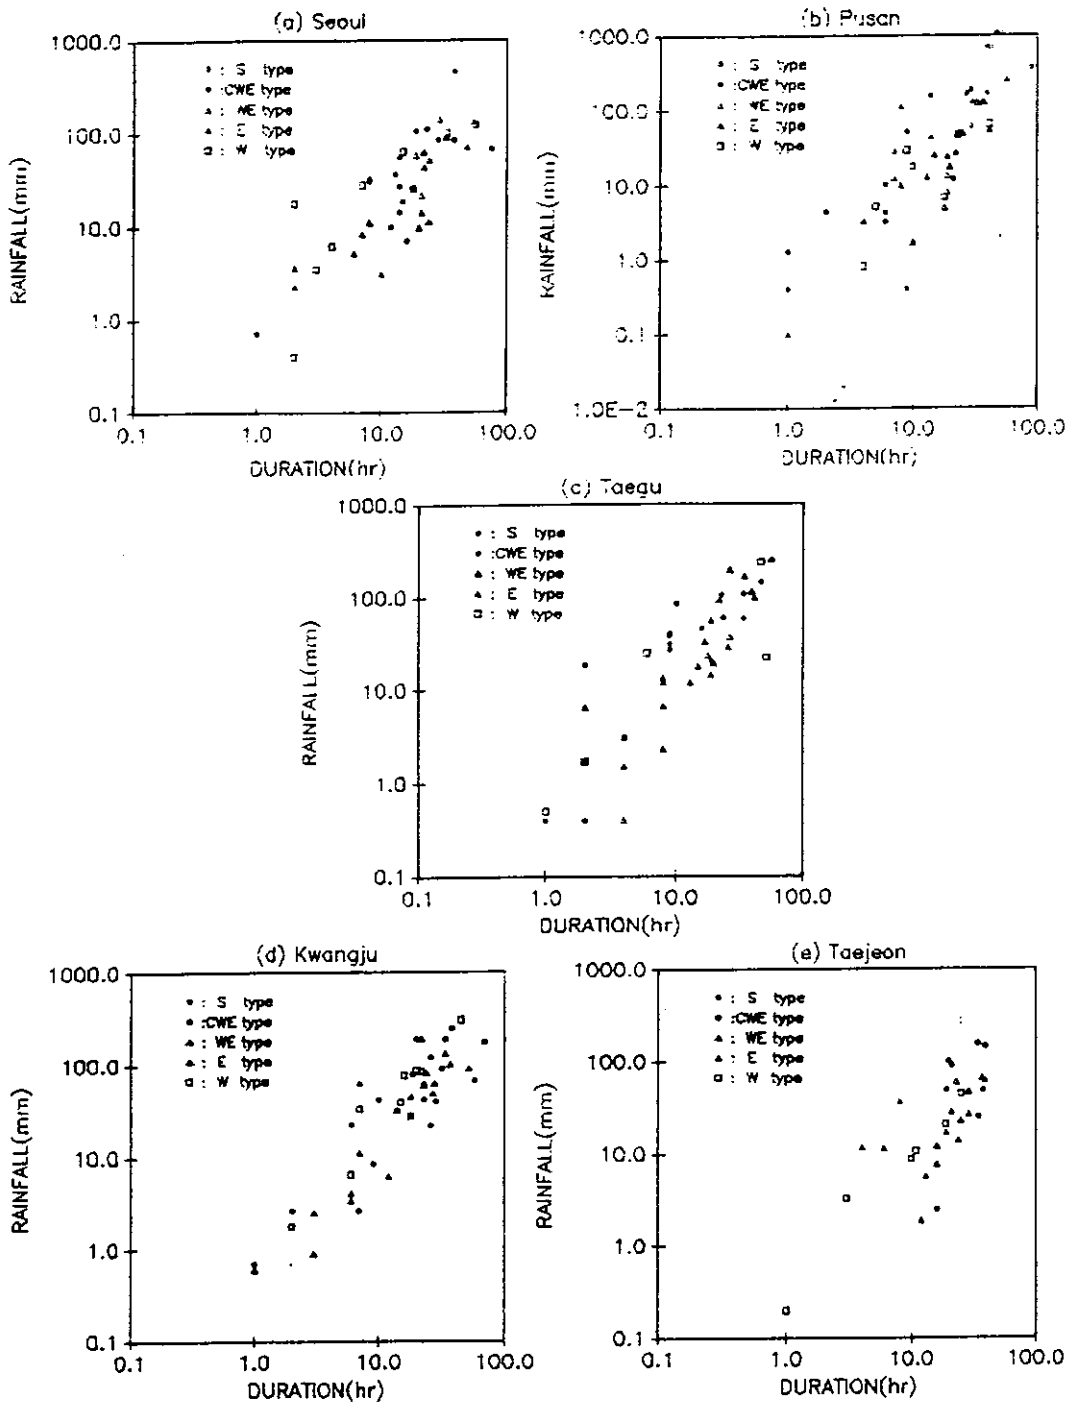 (a) Seoul
1000.0
100.0
10.0
1.0
0.1
RAINFALL(mm)
: S type
:CWE type
: WE type
: E type
: W type
0.1 1.0 10.0 100.0
DURATION(hr)
(b) Pusan
1000.0
100.0
10.0
1.0
0.1
1.0E-2
RAINFALL(mm)
: S type
:CWE type
: WE type
: E type
: W type
0.1 1.0 10.0 100.0
DURATION(hr)
(c) Taegu
1000.0
100.0
10.0
1.0
0.1
RAINFALL(mm)
: S type
:CWE type
: WE type
: E type
: W type
0.1 1.0 10.0 100.0
DURATION(hr)
(d) Kwangju
1000.0
100.0
10.0
1.0
0.1
RAINFALL(mm)
: S type
:CWE type
: WE type
: E type
: W type
0.1 1.0 10.0 100.0
DURATION(hr)
(e) Taejeon
1000.0
100.0
10.0
1.0
0.1
RAINFALL(mm)
: S type
:CWE type
: WE type
: E type
: W type
0.1 1.0 10.0 100.0
DURATION(hr)